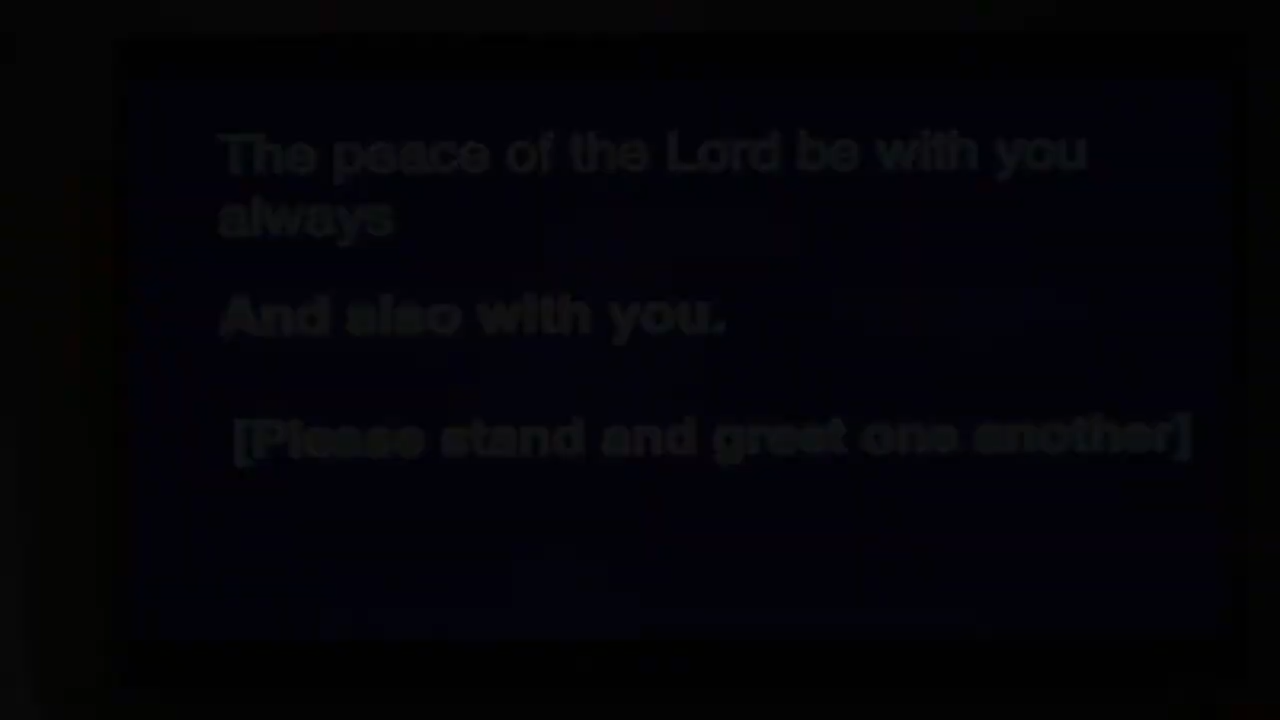 The peace of the Lord be with you
always
And also with you.
[Please stand and greet one another]